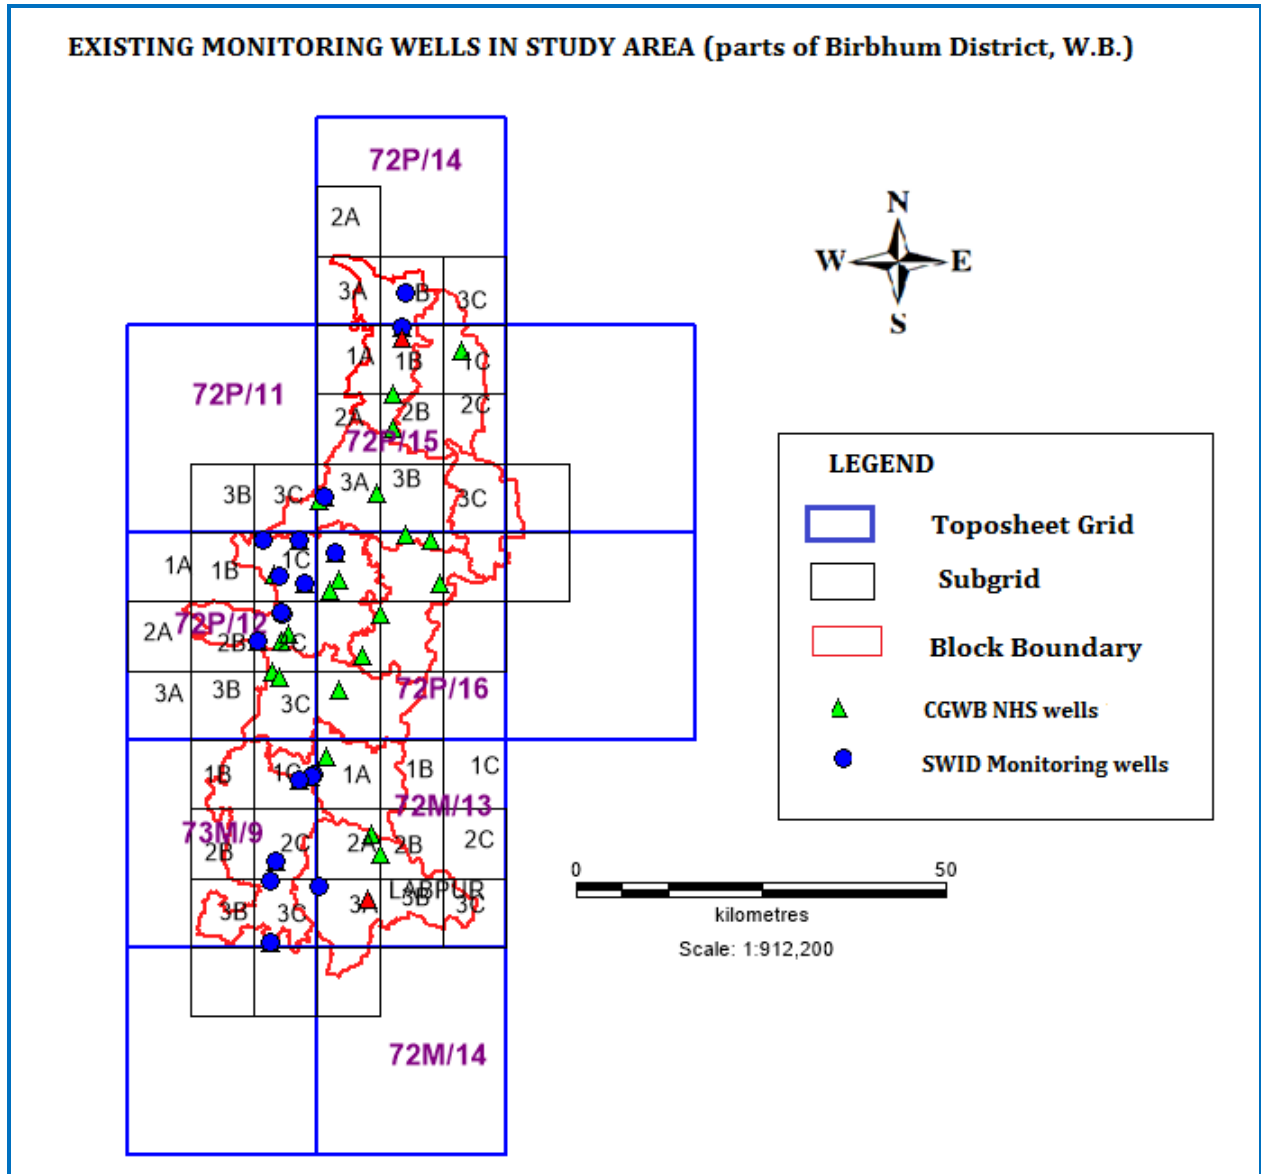 EXISTING MONITORING WELLS IN STUDY AREA (parts of Birbhum District, W.B.)
72P/14
2A
N
W E
S
3A B 3C
1A 1B 1C
72P/11
2A 2B 2C
72P/15
3B 3C 3A 3B 3C
1A 1B 1C
72P/12
2A 2B C
3A 3B 3C
72P/16
1B 1C 1A 1B 1C
72M/13
73M/9
2B 2C 2A 2B 2C
LABPUR
3B 3C 3A 3B 3C
72M/14
LEGEND
Toposheet Grid
Subgrid
Block Boundary
CGWB NHS wells
SWID Monitoring wells
0 50
kilometres
Scale: 1:912,200